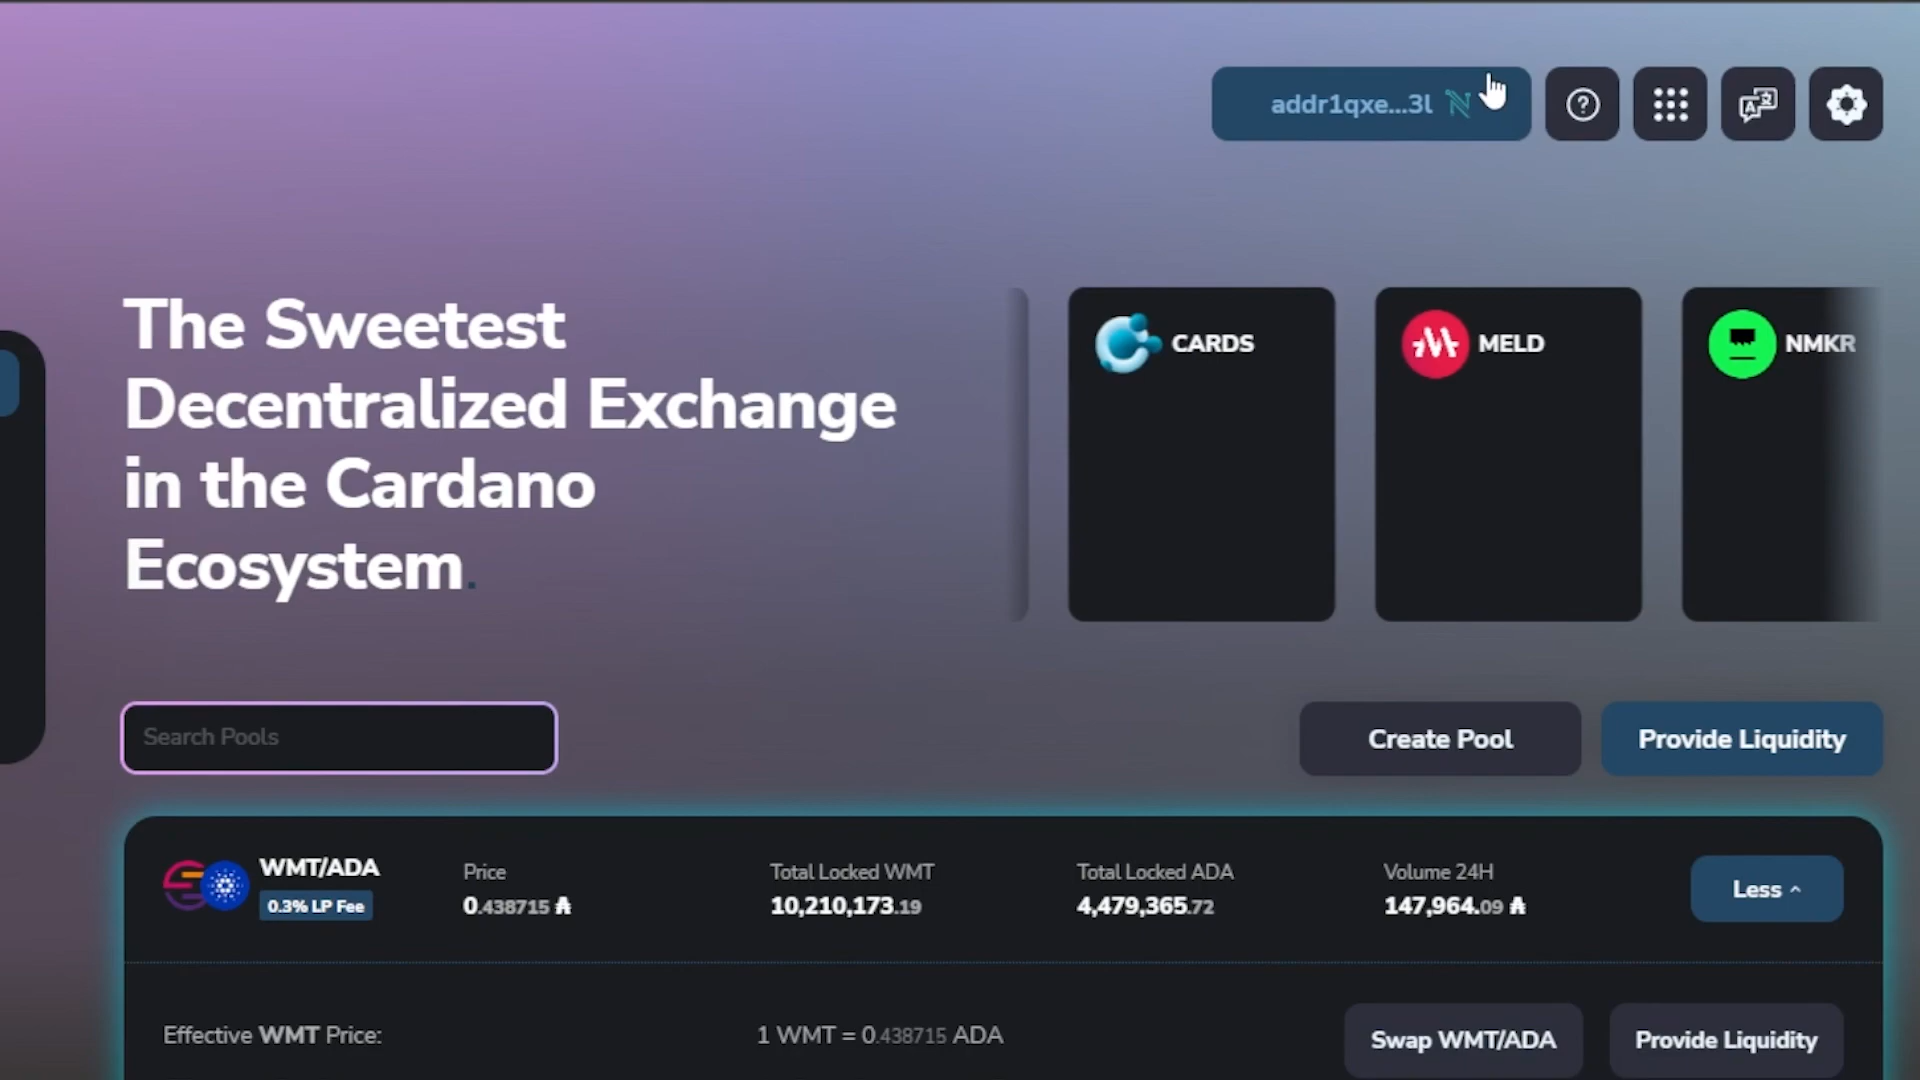 addr1qxe...3l
The Sweetest
Decentralized Exchange
in the Cardano
Ecosystem.
CARDS
MELD
NMKR
Search Pools
Create Pool
Provide Liquidity
WMT/ADA
0.3% LP Fee
Price
0.438715 ₳
Total Locked WMT
10,210,173.19
Total Locked ADA
4,479,365.72
Volume 24H
147,964.09 ₳
Less
Effective WMT Price:
1 WMT = 0.438715 ADA
Swap WMT/ADA
Provide Liquidity